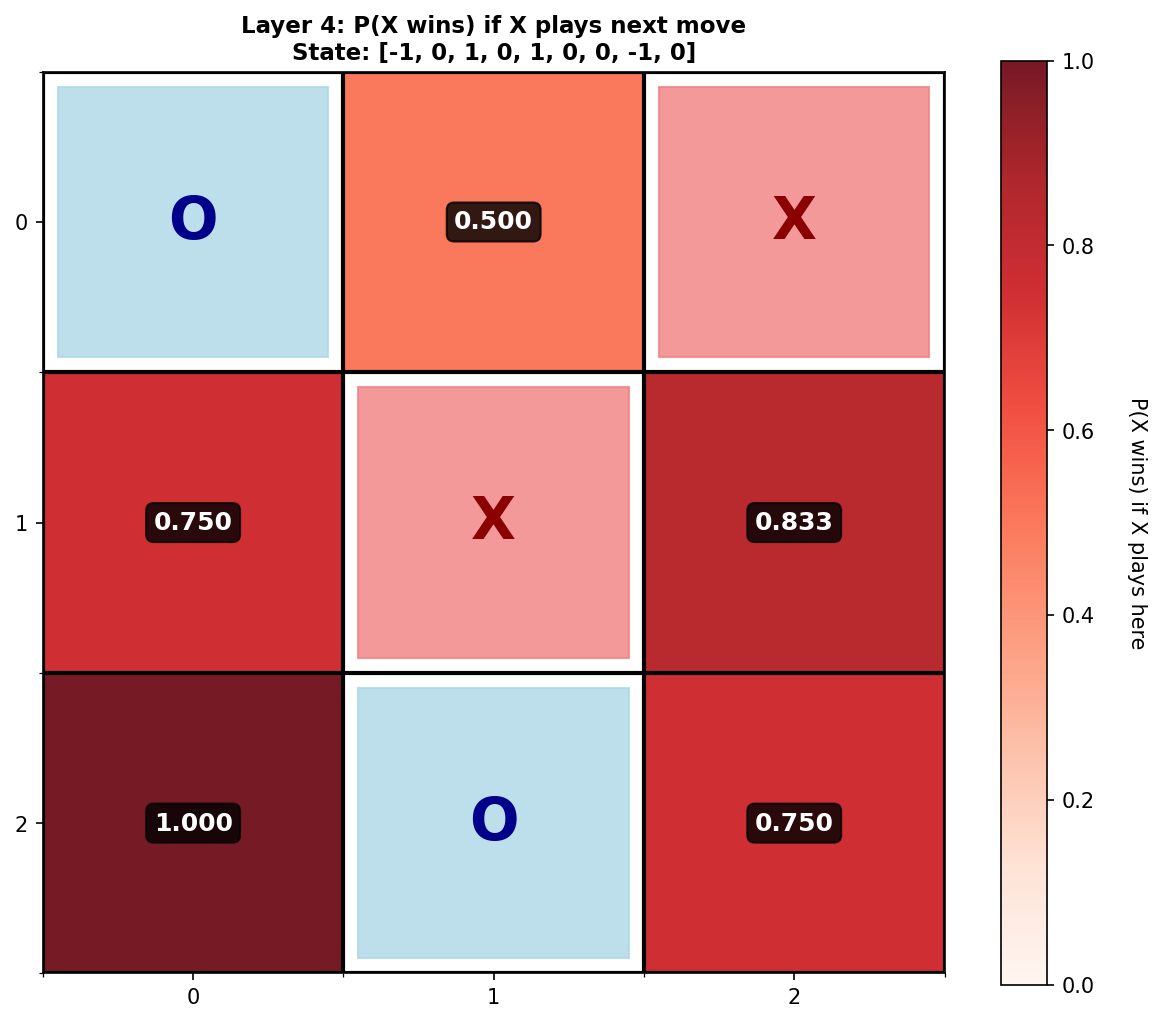 Layer 4: P(X wins) if X plays next move
State: [-1, 0, 1, 0, 1, 0, 0, -1, 0]
O
0.500
X
0
0.750
X
0.833
1
1.000
O
0.750
2
0
1
2
1.0
0.8
0.6
0.4
0.2
0.0
P(X wins) if X plays here